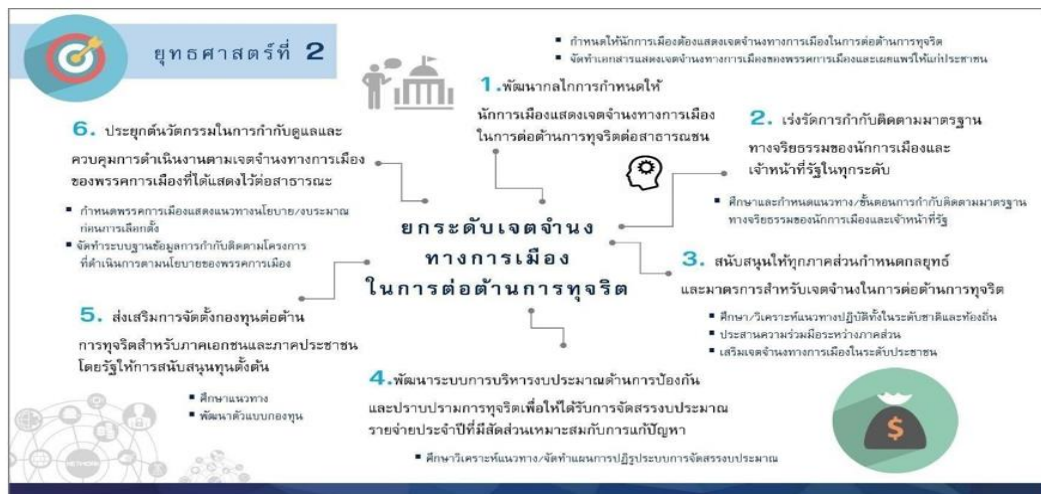 ยุทธศาสตร์ที่ 2
▪ กำหนดให้นักการเมืองต้องแสดงเจตจำนงทางการเมืองในการต่อต้านการทุจริต
▪ จัดทำเอกสารแสดงเจตจำนงทางการเมืองของพรรคการเมืองและเผยแพร่ให้แก่ประชาชน
1.พัฒนากลไกการกำหนดให้
นักการเมืองแสดงเจตจำนงทางการเมือง
ในการต่อต้านการทุจริตต่อสาธารณชน
2. เร่งรัดการกำกับติดตามมาตรฐาน
ทางจริยธรรมของนักการเมืองและ
เจ้าหน้าที่รัฐในทุกระดับ
▪ ศึกษาและกำหนดแนวทาง/ขั้นตอนการกำกับติดตามมาตรฐาน
ทางจริยธรรมของนักการเมืองและเจ้าหน้าที่รัฐ
ยกระดับเจตจำนง
ทางการเมือง
ในการต่อต้านการทุจริต
3. สนับสนุนให้ทุกภาคส่วนกำหนดกลยุทธ์
และมาตรการสำหรับเจตจำนงในการต่อต้านการทุจริต
▪ ศึกษา/วิเคราะห์แนวทางปฏิบัติทั้งในระดับชาติและท้องถิ่น
▪ ประสานความร่วมมือระหว่างภาคส่วน
▪ เสริมเจตจำนงทางการเมืองในระดับประชาชน
4.พัฒนาระบบการบริหารงบประมาณด้านการป้องกัน
และปราบปรามการทุจริตเพื่อให้ได้รับการจัดสรรงบประมาณ
รายจ่ายประจำปีที่มีสัดส่วนเหมาะสมกับการแก้ปัญหา
▪ ศึกษาวิเคราะห์แนวทาง/จัดทำแผนการปฏิรูประบบการจัดสรรงบประมาณ
5. ส่งเสริมการจัดตั้งกองทุนต่อต้าน
การทุจริตสำหรับภาคเอกชนและภาคประชาชน
โดยรัฐให้การสนับสนุนทุนตั้งต้น
▪ ศึกษาแนวทาง
▪ พัฒนาตัวแบบกองทุน
6. ประยุกต์นวัตกรรมในการกำกับดูแลและ
ควบคุมการดำเนินงานตามเจตจำนงทางการเมือง
ของพรรคการเมืองที่ได้แสดงไว้ต่อสาธารณะ
▪ กำหนดพรรคการเมืองแสดงแนวทางนโยบาย/งบประมาณ
ก่อนการเลือกตั้ง
▪ จัดทำระบบฐานข้อมูลการกำกับติดตามโครงการ
ที่ดำเนินการตามนโยบายของพรรคการเมือง
NETWORK
$